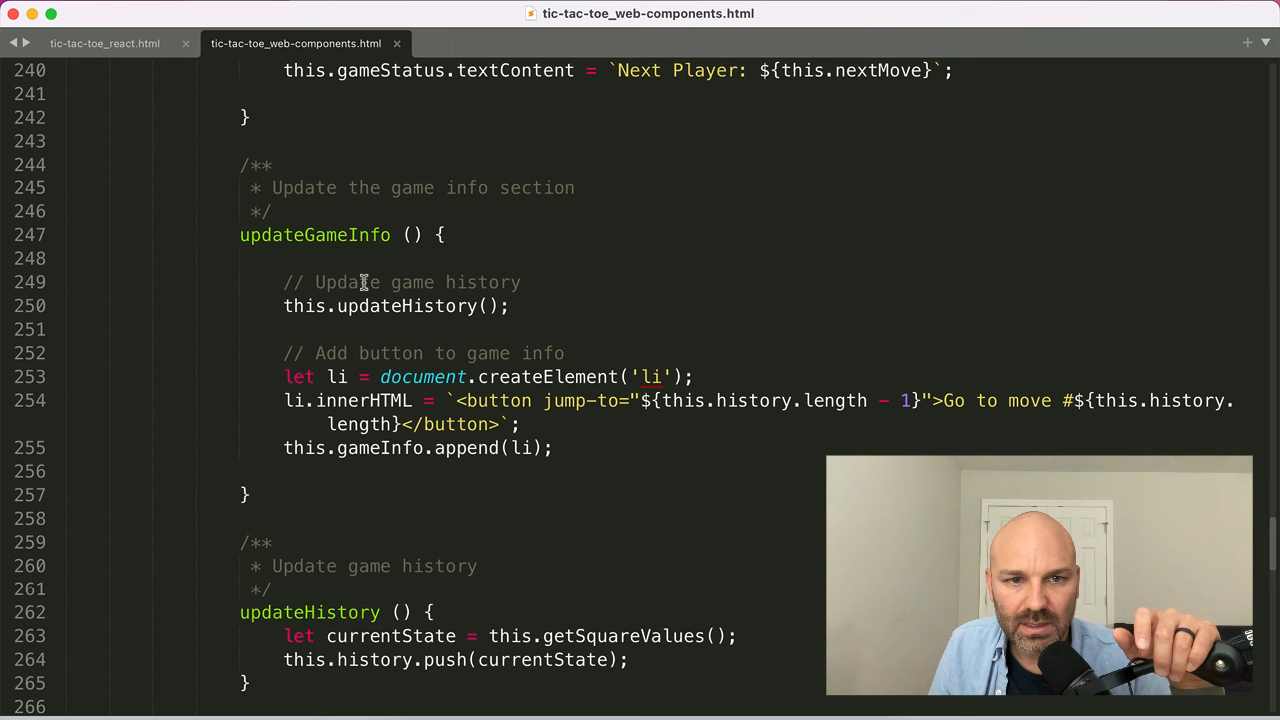 tic-tac-toe_web-components.html
tic-tac-toe_react.html × tic-tac-toe_web-components.html ×
240 this.gameStatus.textContent = `Next Player: ${this.nextMove}`;
241
242 }
243
244 /**
245 * Update the game info section
246 */
247 updateGameInfo () {
248
249 // Update game history
250 this.updateHistory();
251
252 // Add button to game info
253 let li = document.createElement('li');
254 li.innerHTML = `<button jump-to="${this.history.length - 1}">Go to move #${this.history.
length}</button>`;
255 this.gameInfo.append(li);
256
257 }
258
259 /**
260 * Update game history
261 */
262 updateHistory () {
263 let currentState = this.getSquareValues();
264 this.history.push(currentState);
265 }
266